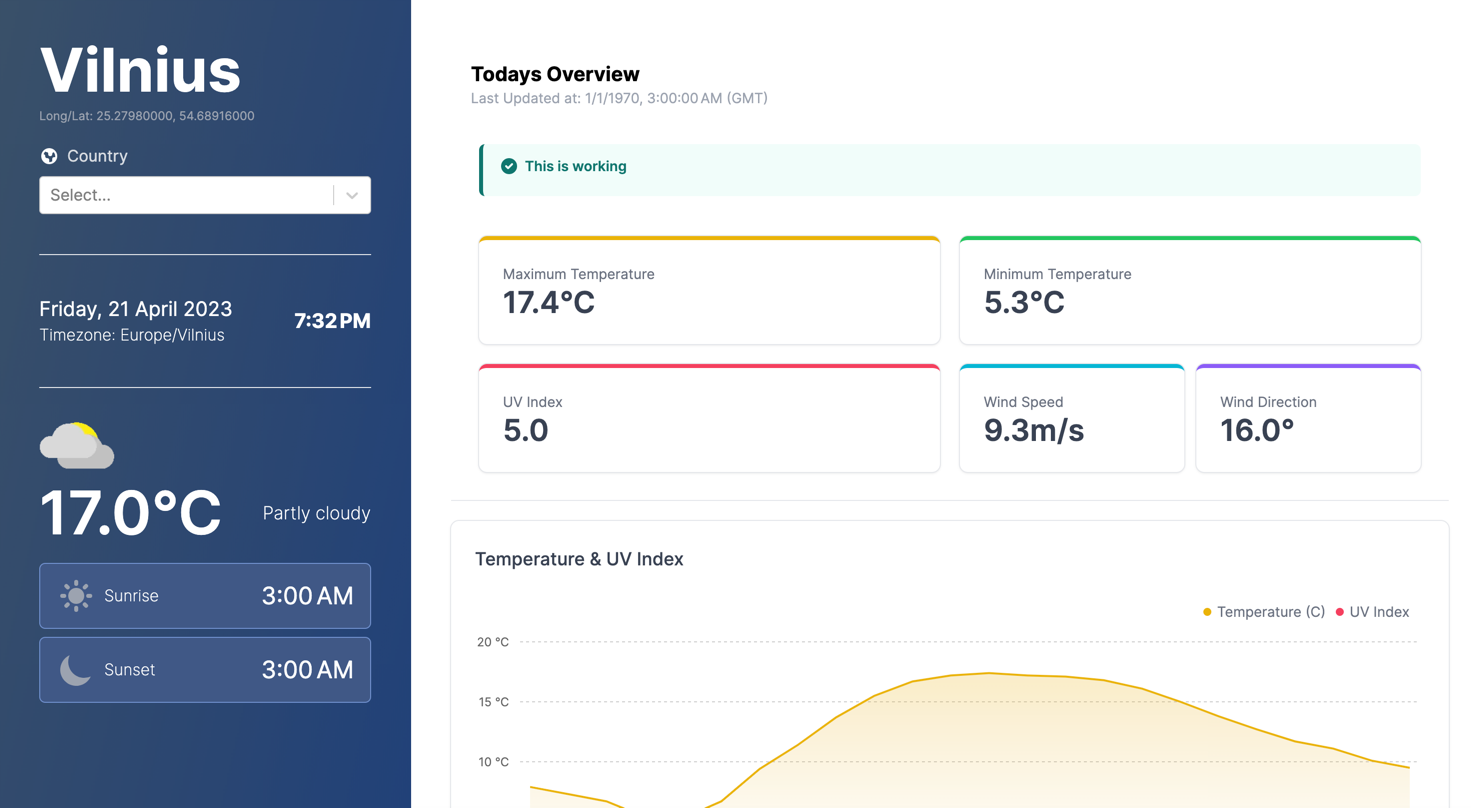 Vilnius
Long/Lat: 25.27980000, 54.68916000
Country
Select...
Friday, 21 April 2023
Timezone: Europe/Vilnius
7:32 PM
17.0°C
Partly cloudy
Sunrise
3:00 AM
Sunset
3:00 AM
Todays Overview
Last Updated at: 1/1/1970, 3:00:00 AM (GMT)
This is working
Maximum Temperature
17.4°C
Minimum Temperature
5.3°C
UV Index
5.0
Wind Speed
9.3m/s
Wind Direction
16.0°
Temperature & UV Index
Temperature (C)
UV Index
20 °C
15 °C
10 °C